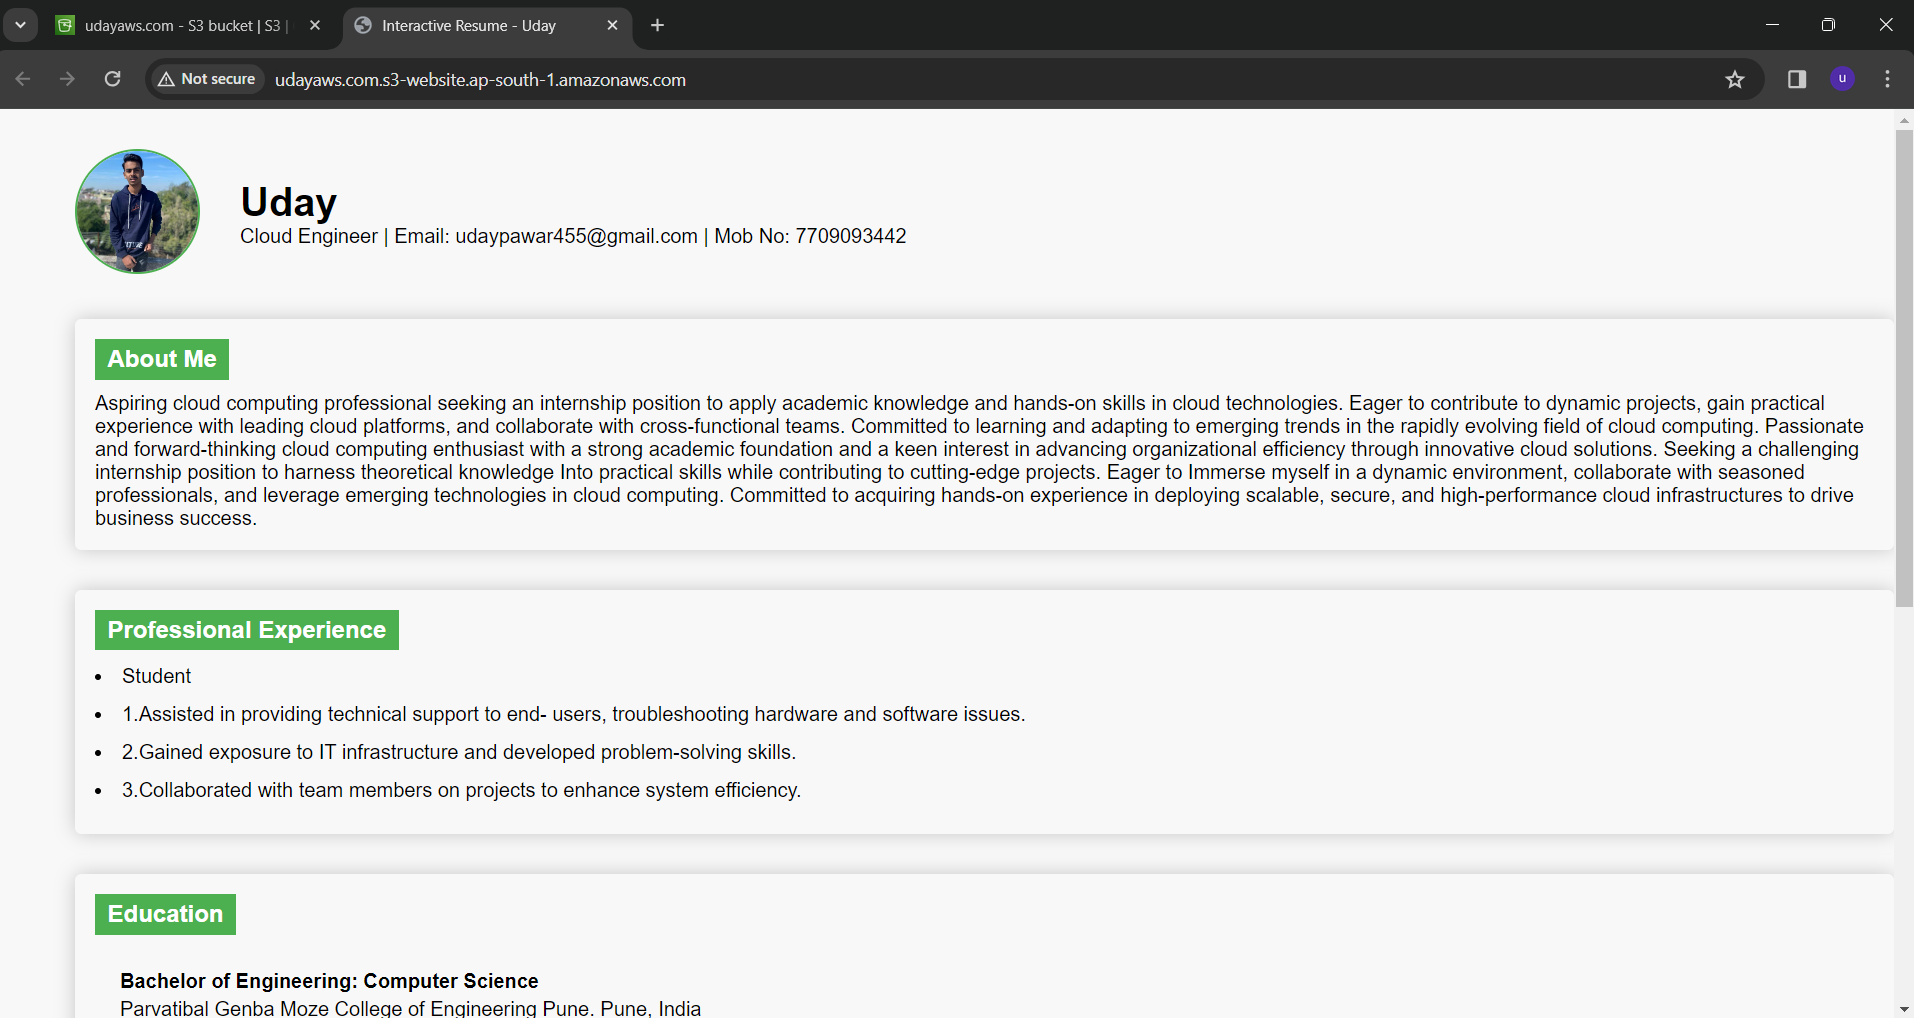 udayaws.com - S3 bucket | S3 |
Interactive Resume - Uday
Not secure
udayaws.com.s3-website.ap-south-1.amazonaws.com
u
Uday
Cloud Engineer | Email: udaypawar455@gmail.com | Mob No: 7709093442
About Me
Aspiring cloud computing professional seeking an internship position to apply academic knowledge and hands-on skills in cloud technologies. Eager to contribute to dynamic projects, gain practical
experience with leading cloud platforms, and collaborate with cross-functional teams. Committed to learning and adapting to emerging trends in the rapidly evolving field of cloud computing. Passionate
and forward-thinking cloud computing enthusiast with a strong academic foundation and a keen interest in advancing organizational efficiency through innovative cloud solutions. Seeking a challenging
internship position to harness theoretical knowledge Into practical skills while contributing to cutting-edge projects. Eager to Immerse myself in a dynamic environment, collaborate with seasoned
professionals, and leverage emerging technologies in cloud computing. Committed to acquiring hands-on experience in deploying scalable, secure, and high-performance cloud infrastructures to drive
business success.
Professional Experience
• Student
• 1.Assisted in providing technical support to end- users, troubleshooting hardware and software issues.
• 2.Gained exposure to IT infrastructure and developed problem-solving skills.
• 3.Collaborated with team members on projects to enhance system efficiency.
Education
Bachelor of Engineering: Computer Science
Parvatibal Genba Moze College of Engineering Pune. Pune, India